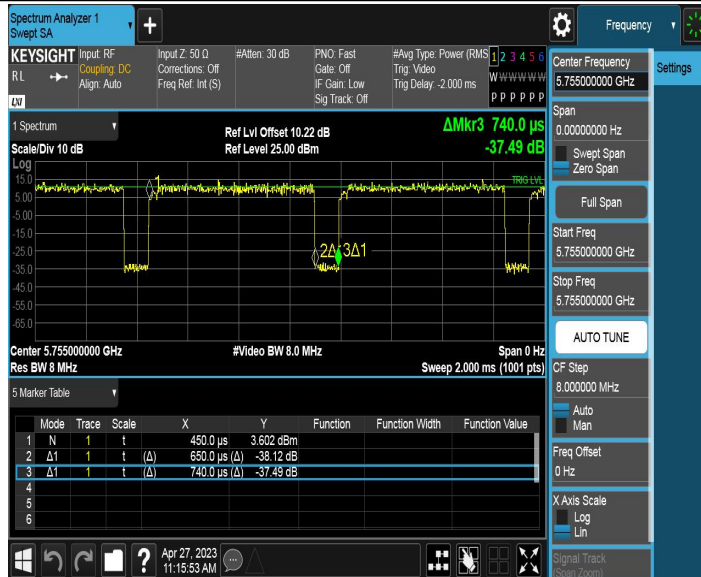 Spectrum Analyzer 1
Swept SA
+
Frequency
KEYSIGHT
RL
LXI
Input: RF
Coupling: DC
Align: Auto
Input Z: 50 Ω
Corrections: Off
Freq Ref: Int (S)
#Atten: 30 dB
PNO: Fast
Gate: Off
IF Gain: Low
Sig Track: Off
#Avg Type: Power (RMS
Trig: Video
Trig Delay: -2.000 ms
1 2 3 4 5 6
W W W W W W
P P P P P P
1 Spectrum
Scale/Div 10 dB
Log
Ref Lvl Offset 10.22 dB
Ref Level 25.00 dBm
ΔMkr3 740.0 µs
-37.49 dB
15.0
5.00
-5.00
-15.0
-25.0
-35.0
-45.0
-55.0
-65.0
1
TRIG LVL
2Δ 3Δ1
Center 5.755000000 GHz
Res BW 8 MHz
#Video BW 8.0 MHz
Span 0 Hz
Sweep 2.000 ms (1001 pts)
5 Marker Table
Mode Trace Scale X Y Function Function Width Function Value
1 N 1 t 450.0 µs 3.602 dBm
2 Δ1 1 t (Δ) 650.0 µs (Δ) -38.12 dB
3 Δ1 1 t (Δ) 740.0 µs (Δ) -37.49 dB
4
5
6
?
Apr 27, 2023
11:15:53 AM
Center Frequency
5.755000000 GHz
Span
0.00000000 Hz
Swept Span
Zero Span
Full Span
Start Freq
5.755000000 GHz
Stop Freq
5.755000000 GHz
AUTO TUNE
CF Step
8.000000 MHz
Auto
Man
Freq Offset
0 Hz
X Axis Scale
Log
Lin
Signal Track
(Span Zoom)
Settings